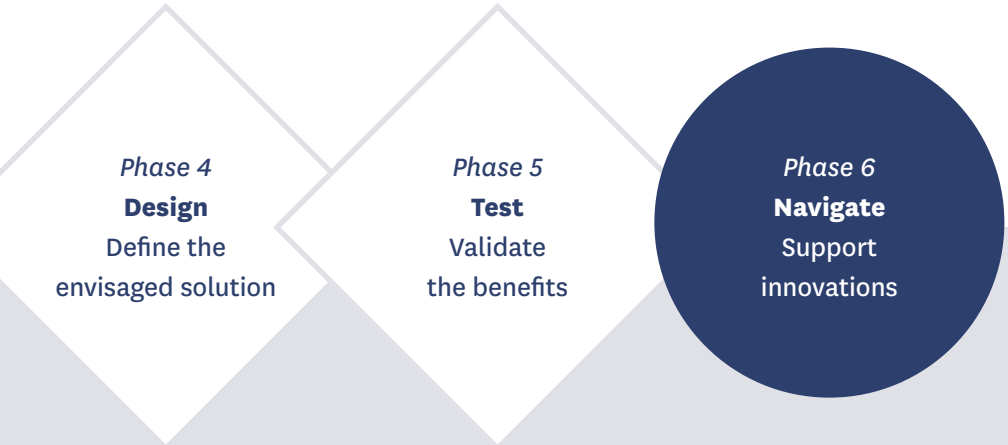 Phase 4
Design
Define the
envisaged solution
Phase 5
Test
Validate
the benefits
Phase 6
Navigate
Support
innovations